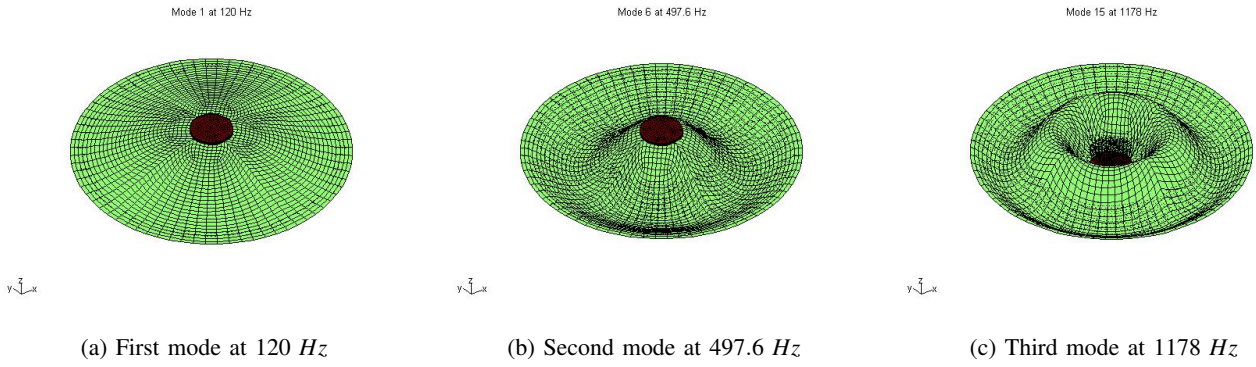 Mode 1 at 120 Hz
Mode 6 at 497.6 Hz
Mode 15 at 1178 Hz
z
y x
z
y x
z
y x
(a) First mode at 120 Hz
(b) Second mode at 497.6 Hz
(c) Third mode at 1178 Hz